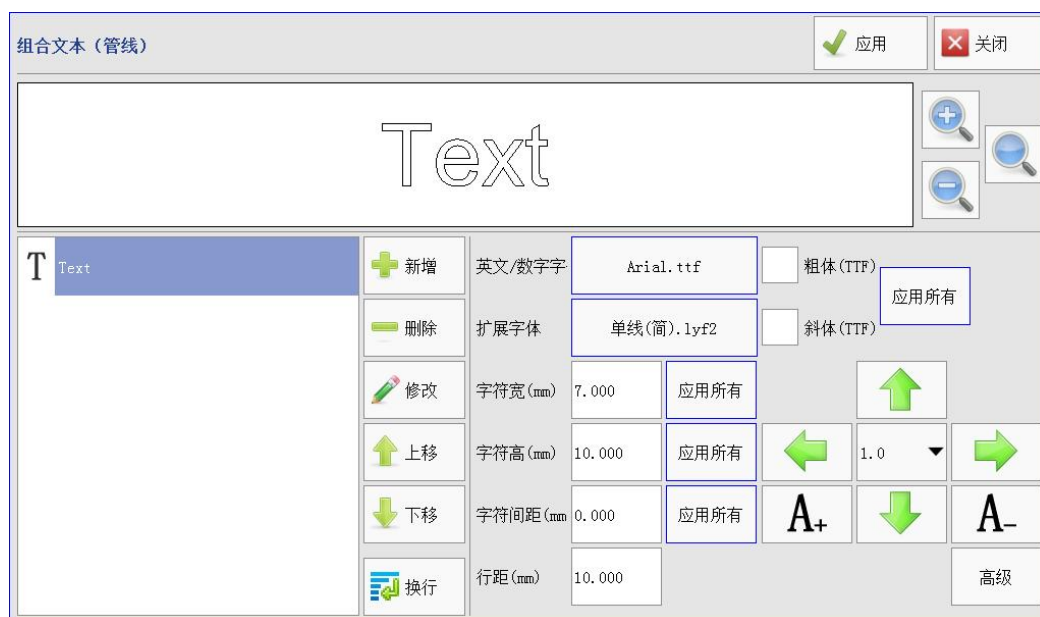 组合文本（管线）
应用
关闭
Text
T Text
新增
英文/数字字
Arial.ttf
粗体(TTF)
应用所有
删除
扩展字体
单线(简).lyf2
斜体(TTF)
修改
字符宽(mm)
7.000
应用所有
上移
字符高(mm)
10.000
应用所有
1.0
下移
字符间距(mm
0.000
应用所有
A+
A-
换行
行距(mm)
10.000
高级